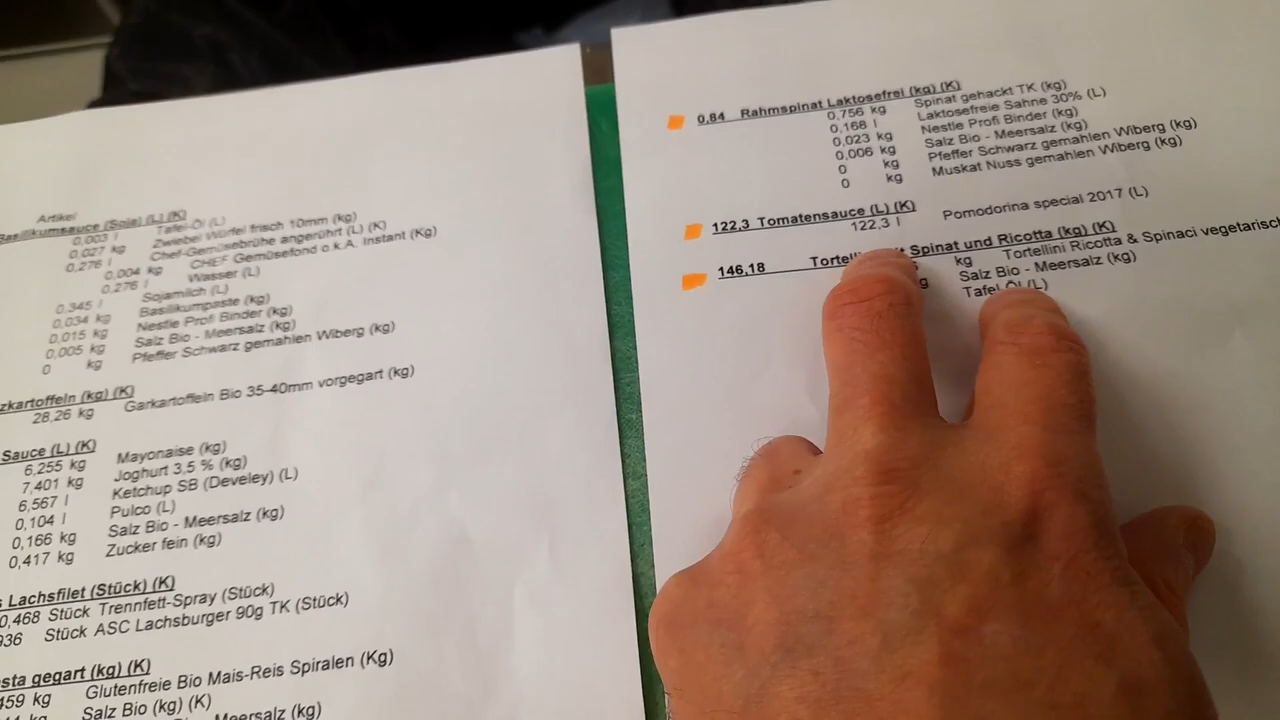 Artikel
Basilikumsauce (Soja) (L) (K)
0,003 l Tafel-Öl (L)
0,027 kg Zwiebel Würfel frisch 10mm (kg)
0,276 l Chef-Gemüsebrühe angerührt (L) (K)
0,004 kg CHEF Gemüsefond o.k.A. Instant (Kg)
0,276 l Wasser (L)
0,345 l Sojamilch (L)
0,034 kg Basilikumpaste (kg)
0,015 kg Nestle Profi Binder (kg)
0,005 kg Salz Bio - Meersalz (kg)
0 kg Pfeffer Schwarz gemahlen Wiberg (kg)
zkartoffeln (kg) (K)
28,26 kg Garkartoffeln Bio 35-40mm vorgegart (kg)
Sauce (L) (K)
6,255 kg Mayonaise (kg)
7,401 kg Joghurt 3,5 % (kg)
6,567 l Ketchup SB (Develey) (L)
0,104 l Pulco (L)
0,166 kg Salz Bio - Meersalz (kg)
0,417 kg Zucker fein (kg)
s Lachsfilet (Stück) (K)
0,468 Stück Trennfett-Spray (Stück)
936 Stück ASC Lachsburger 90g TK (Stück)
sta gegart (kg) (K)
459 kg Glutenfreie Bio Mais-Reis Spiralen (Kg)
kg Salz Bio (kg) (K)
Meersalz (kg)
0,84 Rahmspinat Laktosefrei (kg) (K)
0,756 kg Spinat gehackt TK (kg)
0,168 l Laktosefreie Sahne 30% (L)
0,023 kg Nestle Profi Binder (kg)
0,006 kg Salz Bio - Meersalz (kg)
0 kg Pfeffer Schwarz gemahlen Wiberg (kg)
0 kg Muskat Nuss gemahlen Wiberg (kg)
122,3 Tomatensauce (L) (K)
122,3 l Pomodorina special 2017 (L)
146,18 Tortelli t Spinat und Ricotta (kg) (K)
kg Tortellini Ricotta & Spinaci vegetarisch
g Salz Bio - Meersalz (kg)
Tafel Öl (L)